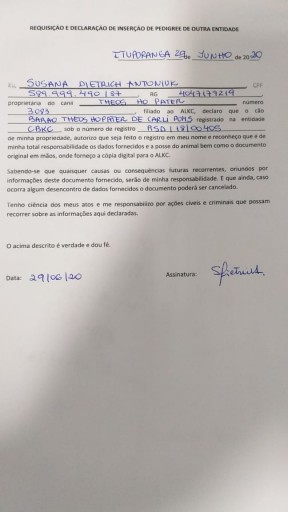 REQUISIÇÃO E DECLARAÇÃO DE INSERÇÃO DE PEDIGREE DE OUTRA ENTIDADE
ITUPORANGA 29 de JUNHO de 2020
Eu SUSANA DIETRICH ANTONIUK CPF
589.999.490/87, RG 4047177219,
proprietária do canil THEOS HO PATER número
3083, filiado ao ALKC, declaro que o cão
BARÃO THEOS HOPATER DE CARLI POMS registrado na entidade
CBKC sob o número de registro RSD/18/00405
de minha propriedade, autorizo que seja feito o registro em meu nome e reconheço que é de
minha total responsabilidade os dados fornecidos e a posse do animal bem como o documento
original em mãos, onde forneço a cópia digital para o ALKC.
Sabendo-se que quaisquer causas ou consequências futuras recorrentes, oriundos por
informações deste documento fornecido, serão de minha responsabilidade. E que ainda, caso
ocorra algum desencontro de dados fornecidos o documento poderá ser cancelado.
Tenho ciência dos meus atos e me responsabilizo por ações cíveis e criminais que possam
recorrer sobre as informações aqui declaradas.
O acima descrito é verdade e dou fé.
Data: 29/06/20 Assinatura: